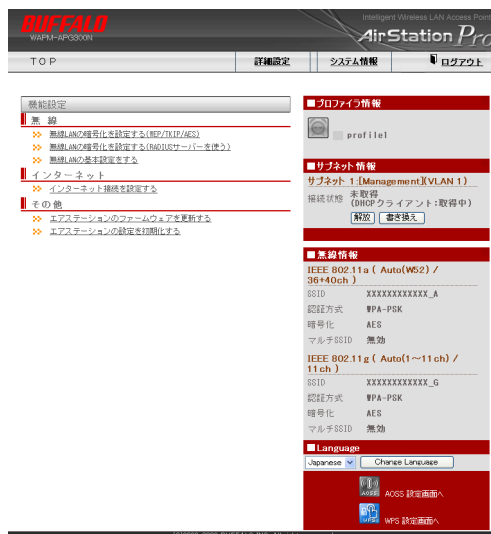 BUFFALO
WAPM-APG300N
Intelligent Wireless LAN Access Point
AirStation Pro
TOP
詳細設定
システム情報
ログアウト
機能設定
無 線
無線LANの暗号化を設定する(WEP/TKIP/AES)
無線LANの暗号化を設定する(RADIUSサーバーを使う)
無線LANの基本設定をする
インターネット
インターネット接続を設定する
その他
エアステーションのファームウェアを更新する
エアステーションの設定を初期化する
■プロファイラ情報
profile1
■サブネット情報
サブネット 1:[Management](VLAN 1)
接続状態 未取得
(DHCPクライアント:取得中)
解放 書き換え
■無線情報
IEEE 802.11a ( Auto(W52) /
36+40ch )
SSID XXXXXXXXXXXX_A
認証方式 WPA-PSK
暗号化 AES
マルチSSID 無効
IEEE 802.11g ( Auto(1～11ch) /
11ch )
SSID XXXXXXXXXXXX_G
認証方式 WPA-PSK
暗号化 AES
マルチSSID 無効
■Language
Japanese Change Language
AOSS AOSS 設定画面へ
WPS WPS 設定画面へ